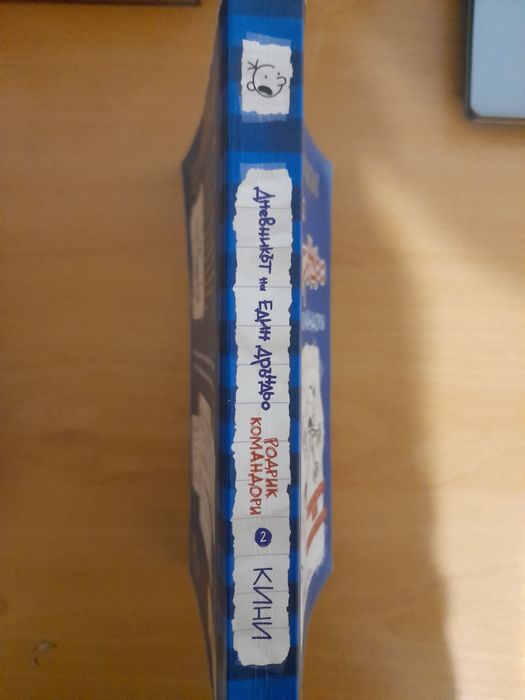 Дневникът на Един Дръндьо
РОДРИК
КОМАНДОРИ
2
КИНИ